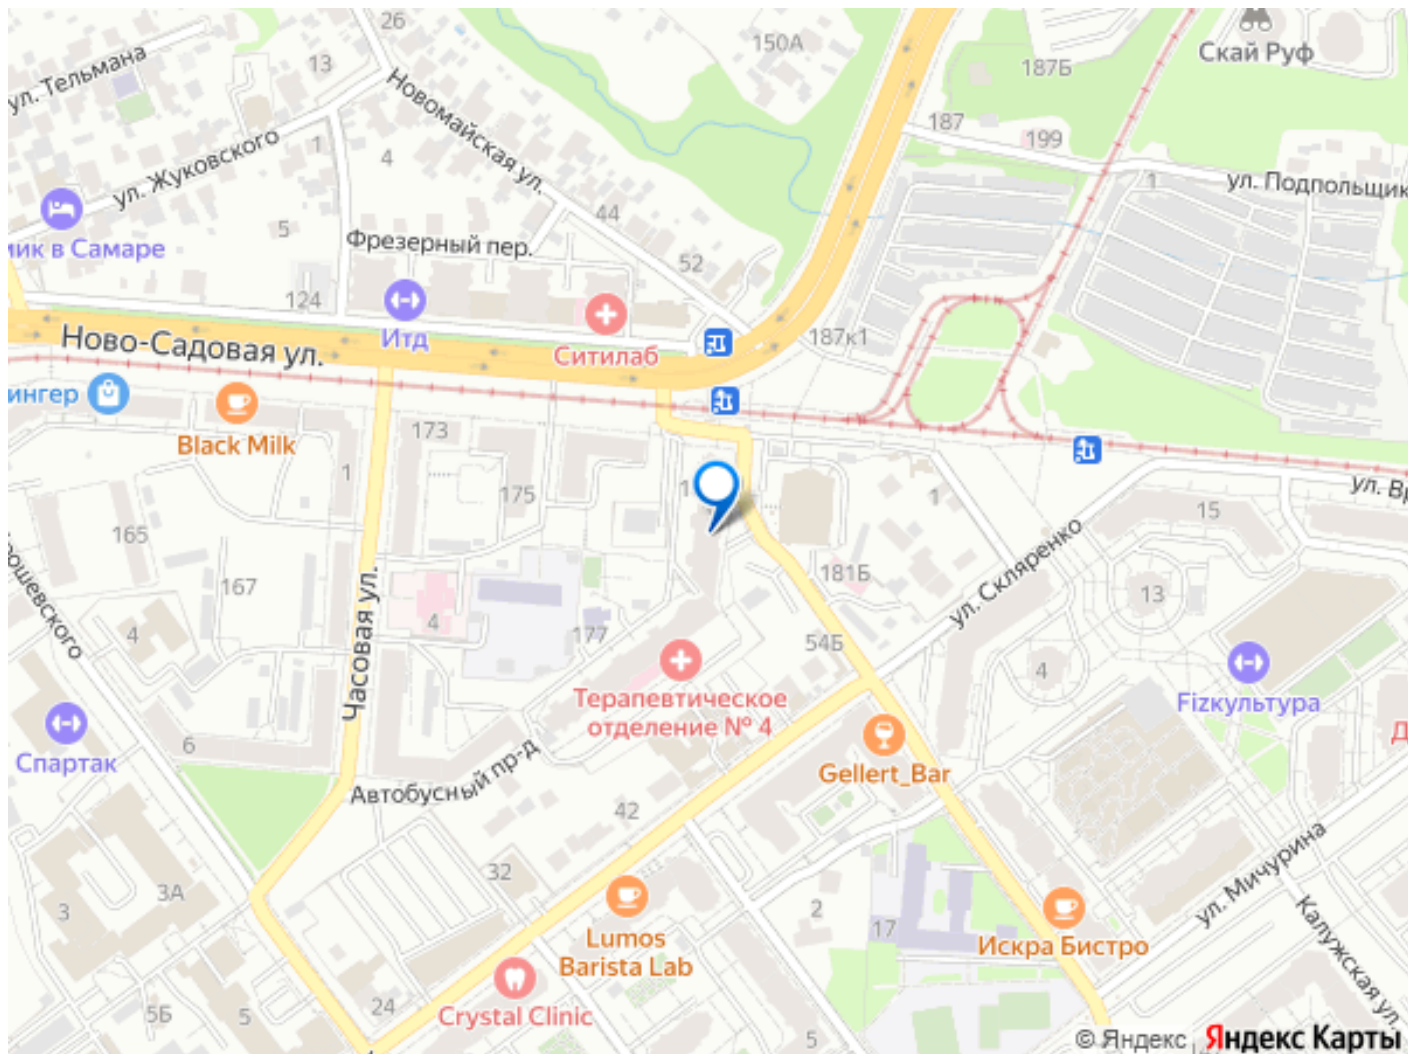 26
150А
Скай Руф
187Б
13
ул. Тельмана
Новомайская ул.
187
199
1
4
ул. Жуковского
1
ул. Подпольщик
44
5
Фрезерный пер.
мик в Самаре
52
124
Итд
Ситилаб
187к1
Ново-Садовая ул.
ингер
Black Milk
173
1
175
1
15
165
ул. Скляренко
181Б
13
167
4
177
Часовая ул.
4
54Б
4
Терапевтическое
отделение № 4
Fizкультура
Спартак
6
Автобусный пр-д
Gellert_Bar
42
32
3А
3
2
17
ул. Мичурина
Калужская ул.
Lumos
Barista Lab
Искра Бистро
Crystal Clinic
24
5Б
5
5
© Яндекс
Яндекс Карты